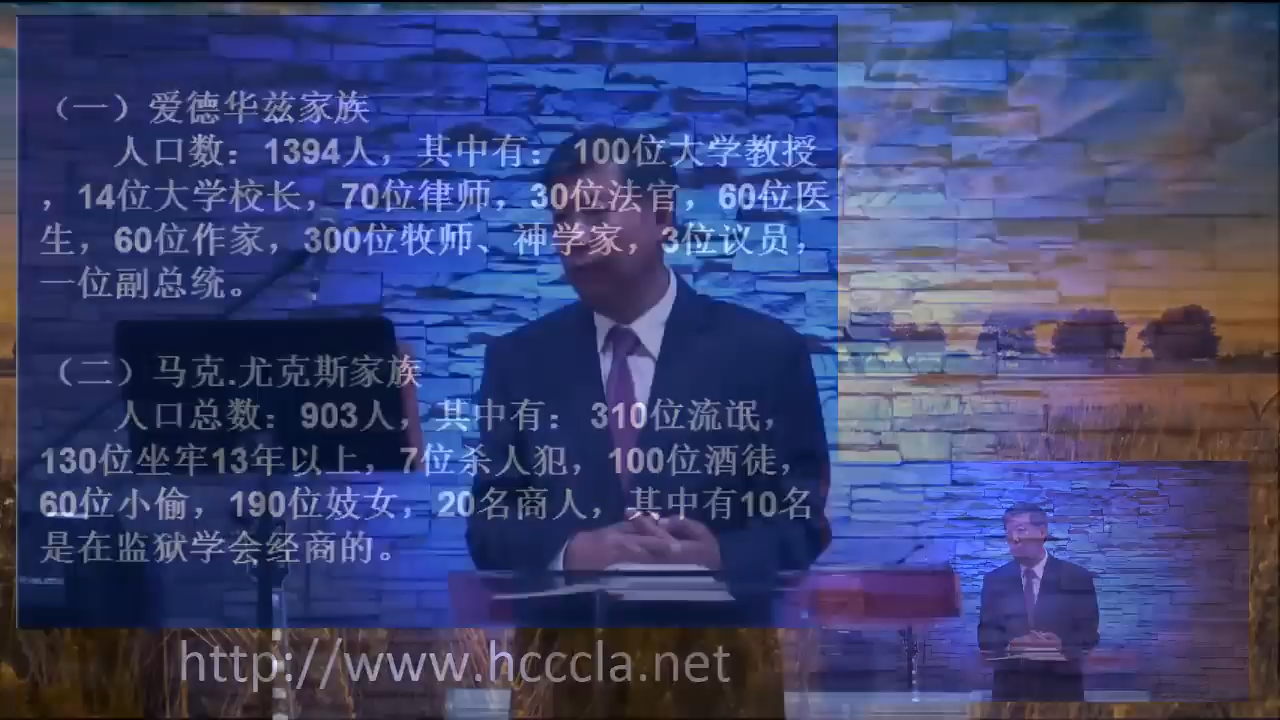 （一）爱德华兹家族
人口数：1394人，其中有： 100位大学教授
，14位大学校长，70位律师，30位法官，60位医
生，60位作家，300位牧师、神学家，3位议员，
一位副总统。
（二）马克.尤克斯家族
人口总数：903人，其中有： 310位流氓，
130位坐牢13年以上，7位杀人犯，100位酒徒，
60位小偷，190位妓女，20名商人，其中有10名
是在监狱学会经商的。
http://www.hcccla.net